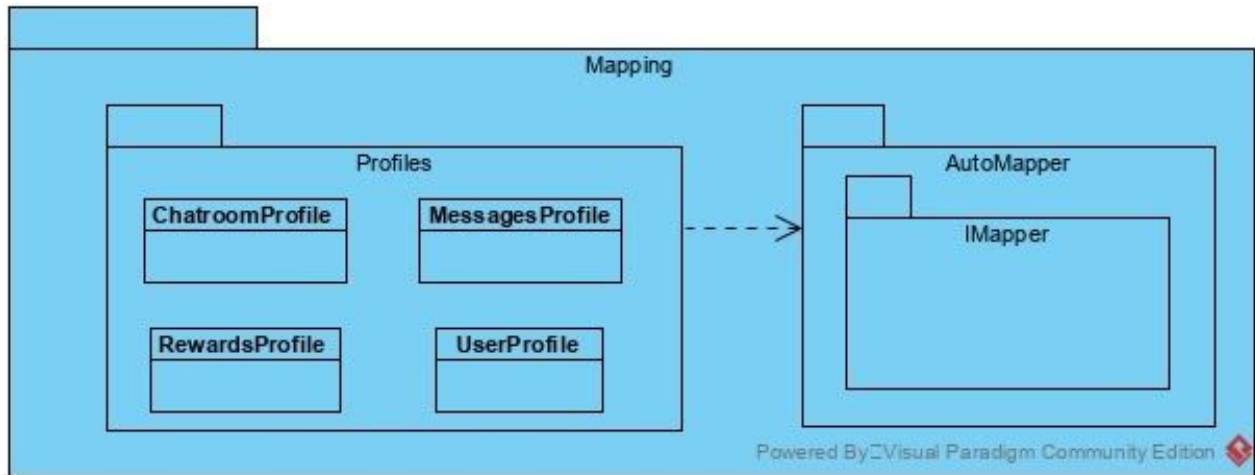 Mapping
Profiles
AutoMapper
ChatroomProfile
MessagesProfile
IMapper
RewardsProfile
UserProfile
Powered By Visual Paradigm Community Edition